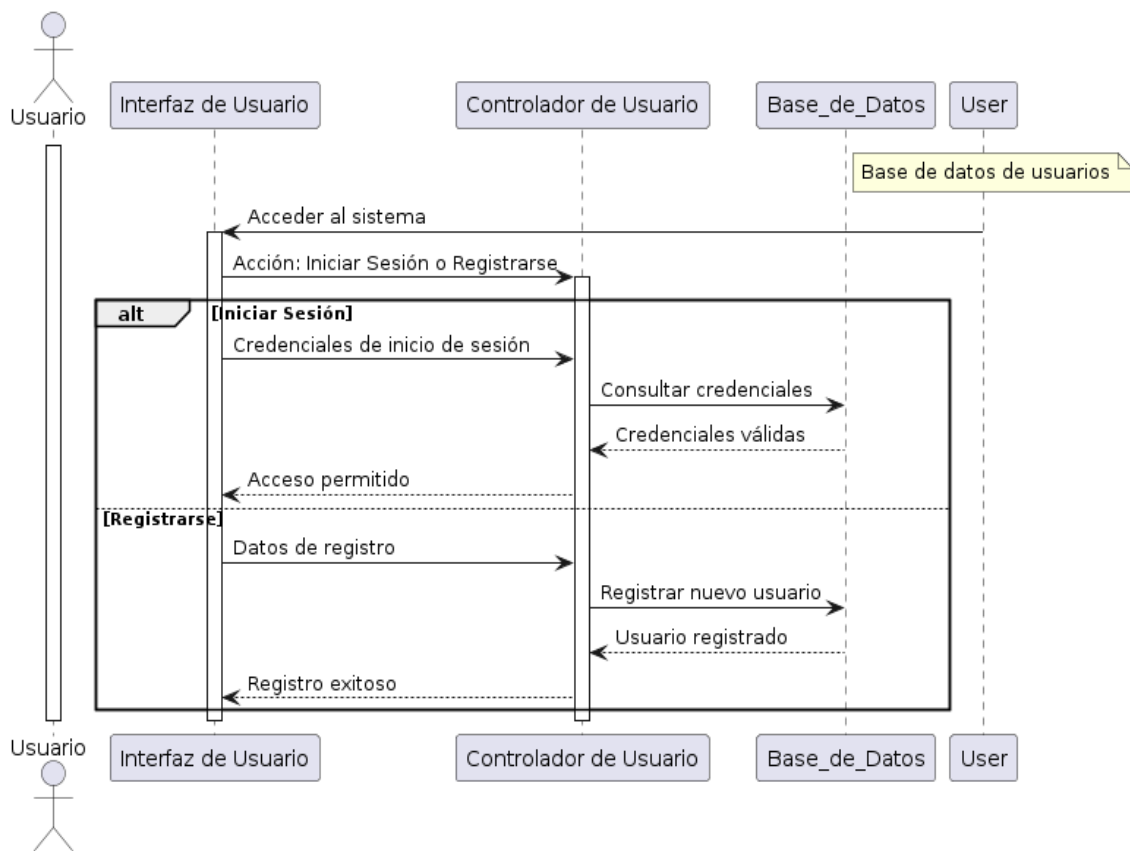 Usuario
Interfaz de Usuario
Controlador de Usuario
Base_de_Datos
User
Base de datos de usuarios
Acceder al sistema
Acción: Iniciar Sesión o Registrarse
alt
[Iniciar Sesión]
Credenciales de inicio de sesión
Consultar credenciales
Credenciales válidas
Acceso permitido
[Registrarse]
Datos de registro
Registrar nuevo usuario
Usuario registrado
Registro exitoso
Usuario
Interfaz de Usuario
Controlador de Usuario
Base_de_Datos
User